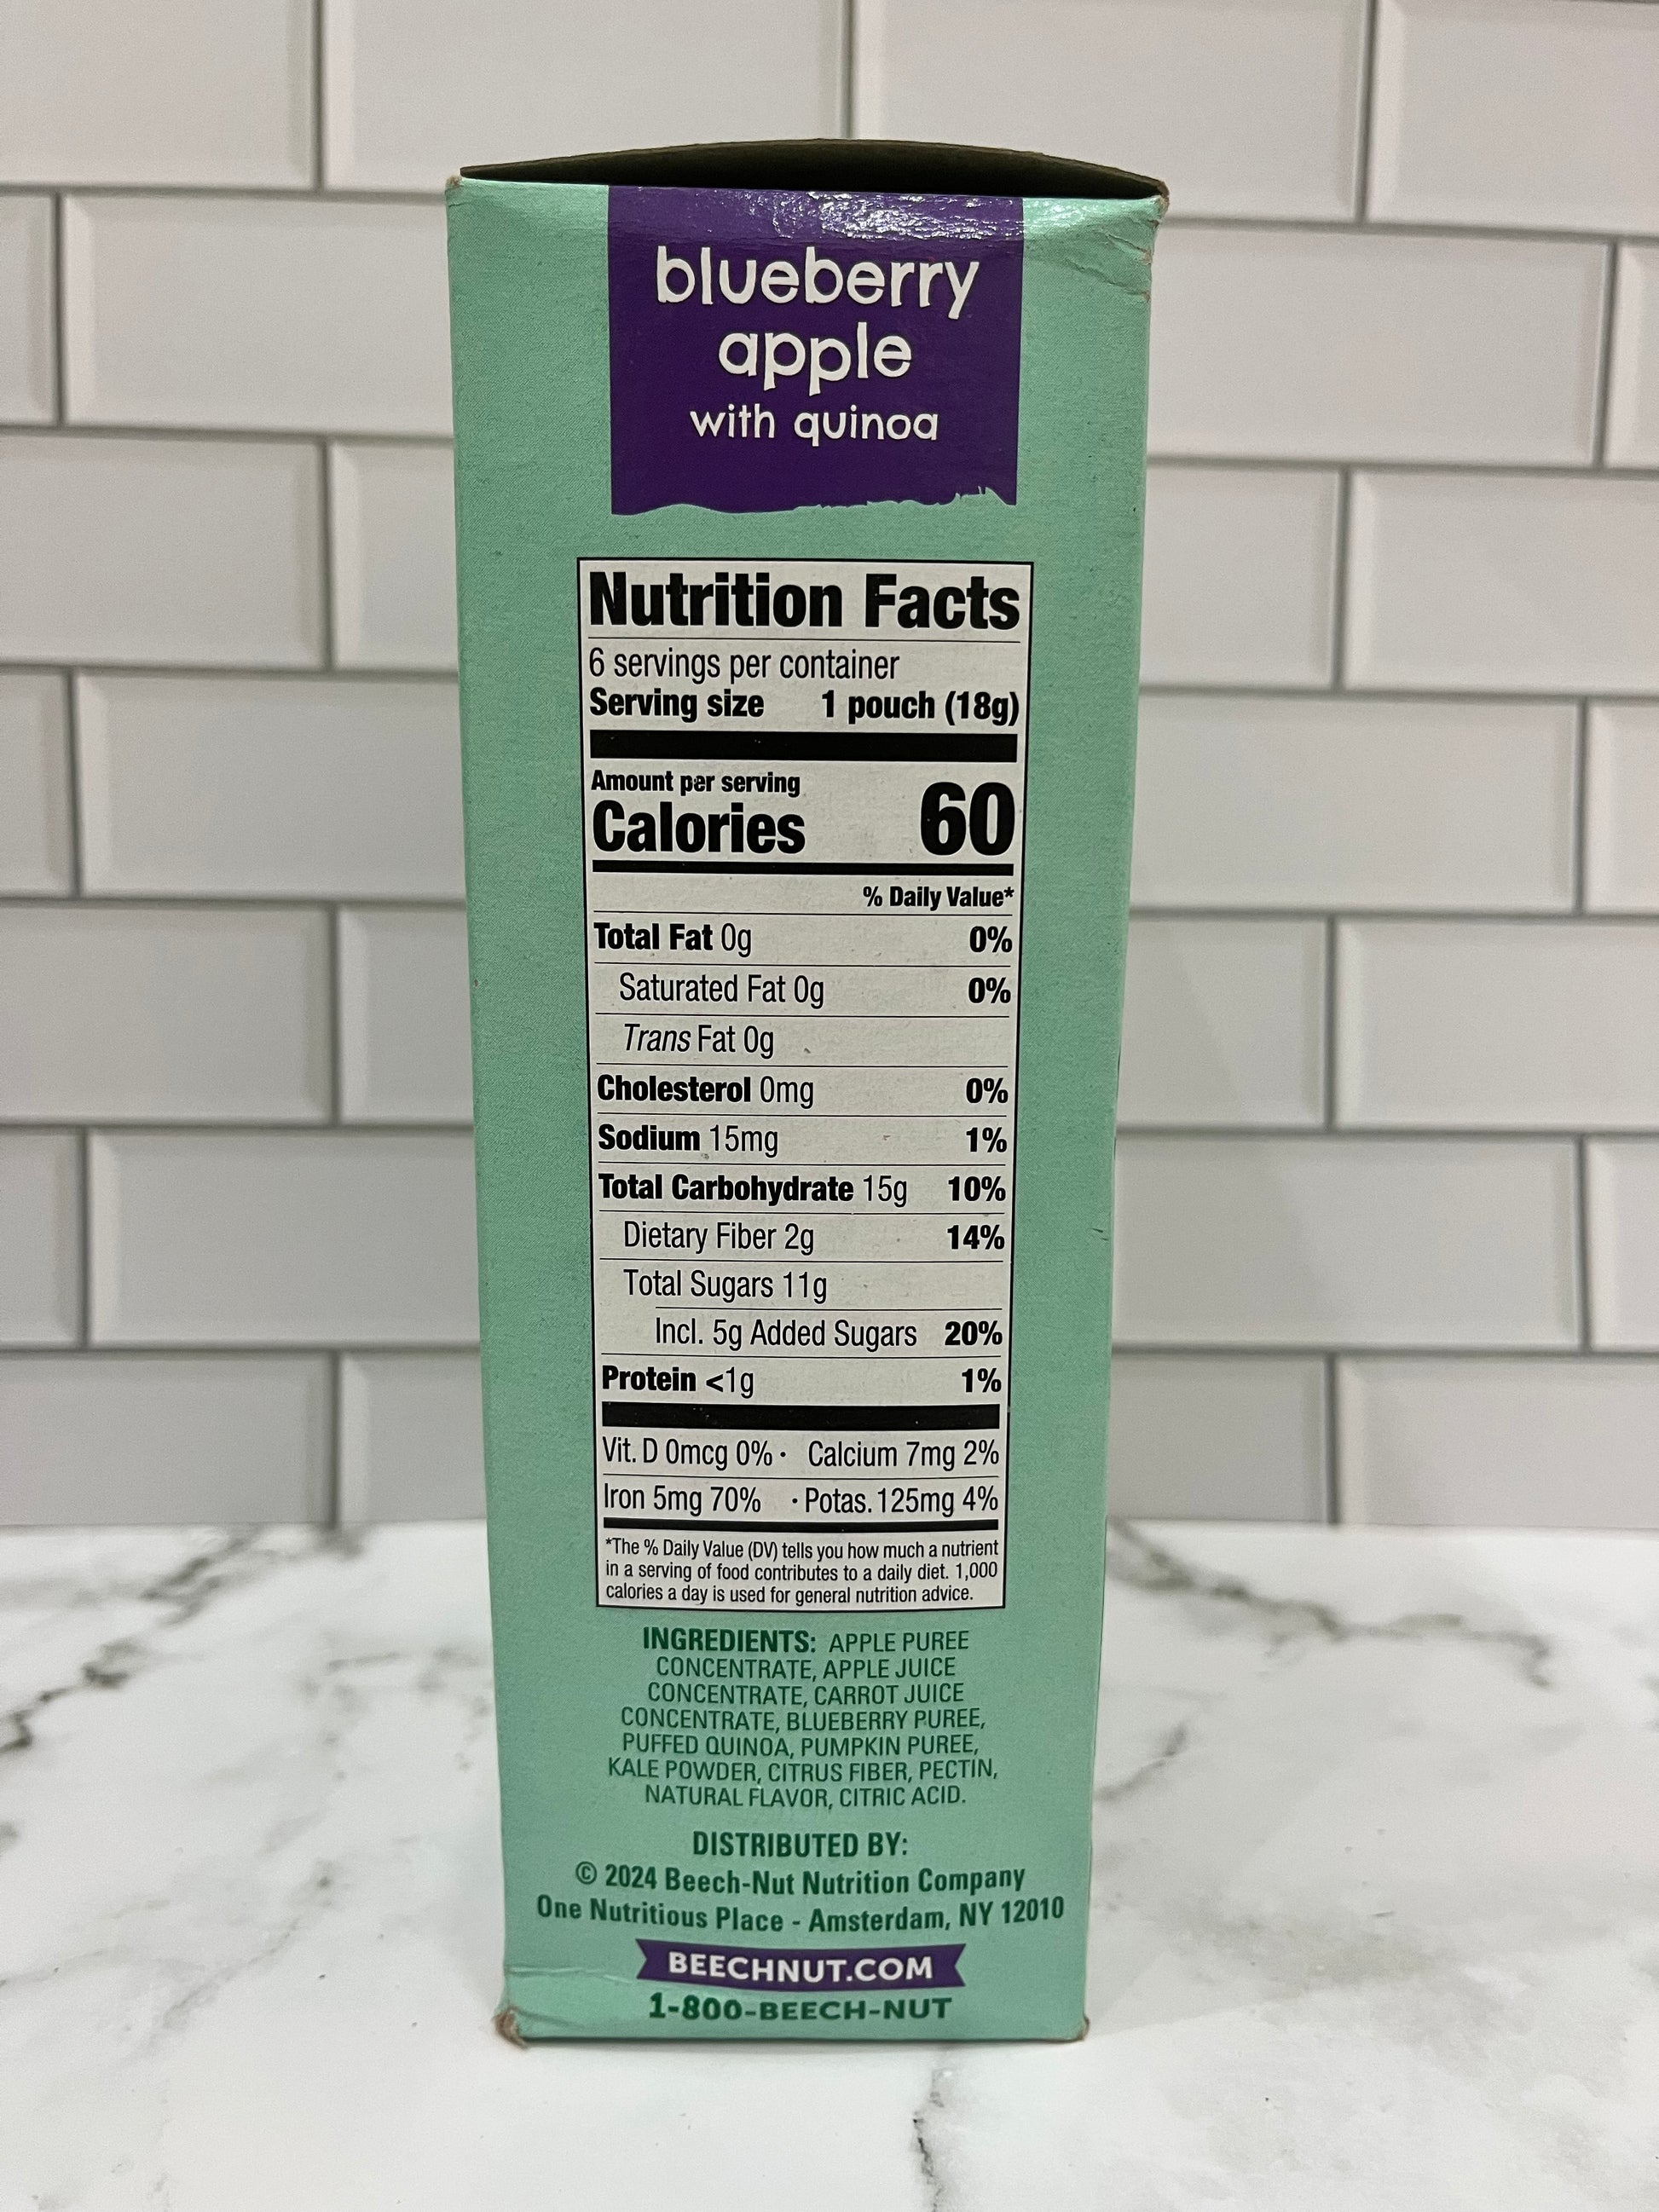 blueberry
apple
with quinoa
Nutrition Facts
6 servings per container
Serving size 1 pouch (18g)
Amount per serving
Calories 60
% Daily Value*
Total Fat 0g 0%
Saturated Fat 0g 0%
Trans Fat 0g
Cholesterol 0mg 0%
Sodium 15mg 1%
Total Carbohydrate 15g 10%
Dietary Fiber 2g 14%
Total Sugars 11g
Incl. 5g Added Sugars 20%
Protein <1g 1%
Vit. D 0mcg 0% · Calcium 7mg 2%
Iron 5mg 70% · Potas. 125mg 4%
*The % Daily Value (DV) tells you how much a nutrient
in a serving of food contributes to a daily diet. 1,000
calories a day is used for general nutrition advice.
INGREDIENTS: APPLE PUREE
CONCENTRATE, APPLE JUICE
CONCENTRATE, CARROT JUICE
CONCENTRATE, BLUEBERRY PUREE,
PUFFED QUINOA, PUMPKIN PUREE,
KALE POWDER, CITRUS FIBER, PECTIN,
NATURAL FLAVOR, CITRIC ACID.
DISTRIBUTED BY:
© 2024 Beech-Nut Nutrition Company
One Nutritious Place - Amsterdam, NY 12010
BEECHNUT.COM
1-800-BEECH-NUT